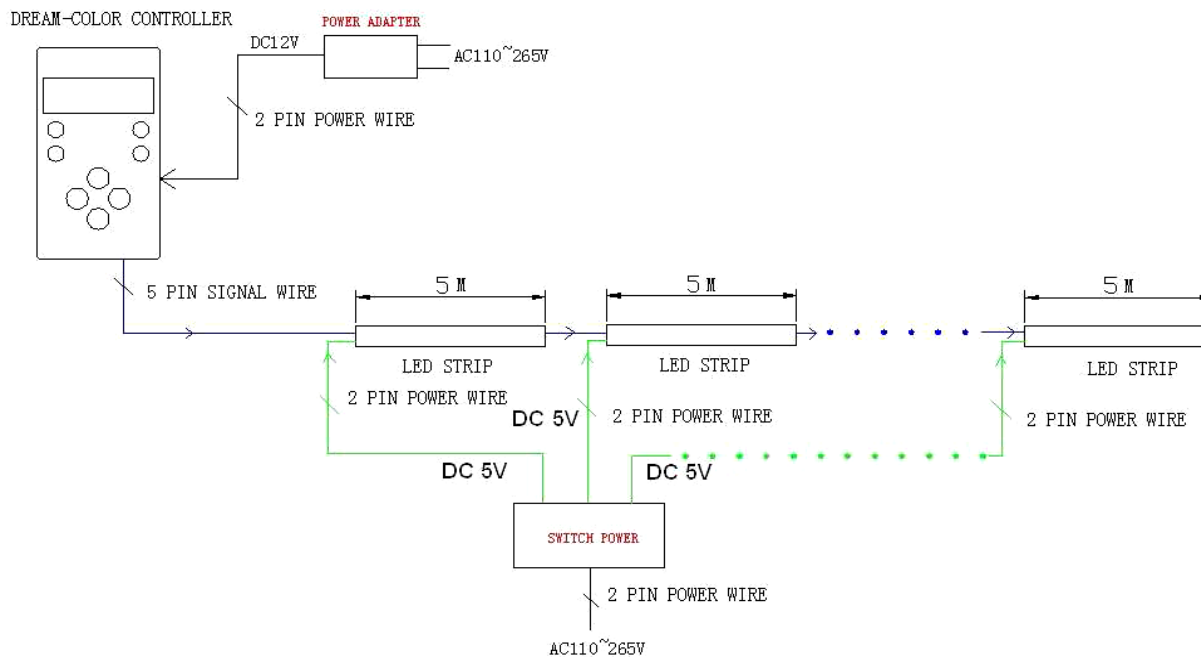 DREAM-COLOR CONTROLLER
POWER ADAPTER
DC12V
AC110~265V
2 PIN POWER WIRE
5 PIN SIGNAL WIRE
5 M
5 M
5 M
LED STRIP
LED STRIP
LED STRIP
2 PIN POWER WIRE
DC 5V
2 PIN POWER WIRE
2 PIN POWER WIRE
DC 5V
DC 5V
SWITCH POWER
2 PIN POWER WIRE
AC110~265V